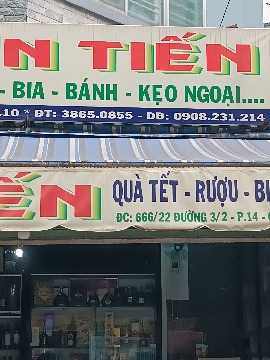 N TIẾN
- BIA - BÁNH - KẸO NGOẠI....
.10 * ĐT: 3865.0855 - DĐ: 0908.231.214
ẾN
QUÀ TẾT - RƯỢU - BI
ĐC: 666/22 ĐƯỜNG 3/2 - P.14 -